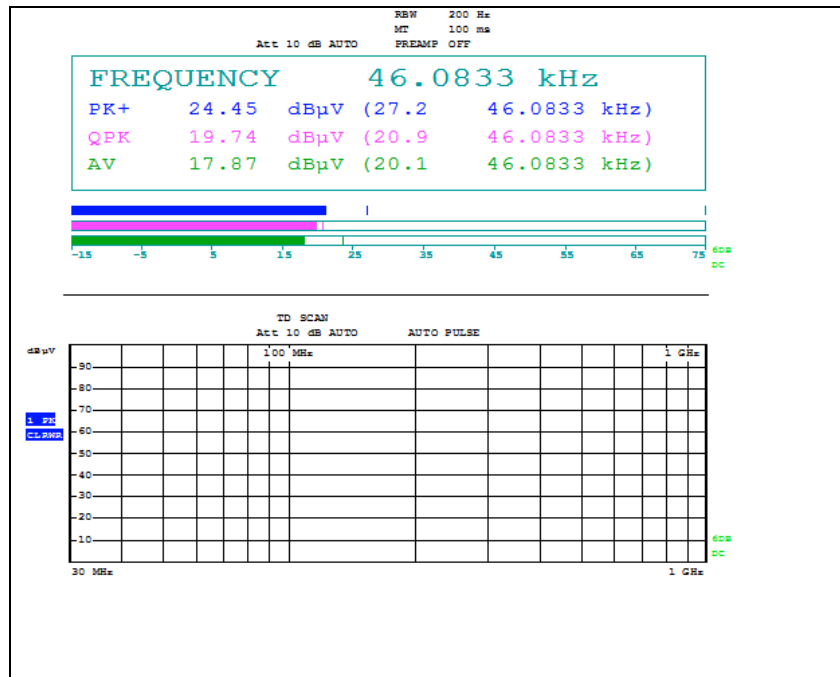 RBW 200 Hz
MT 100 ms
Att 10 dB AUTO PREAMP OFF
FREQUENCY 46.0833 kHz
PK+ 24.45 dBµV (27.2 46.0833 kHz)
QPK 19.74 dBµV (20.9 46.0833 kHz)
AV 17.87 dBµV (20.1 46.0833 kHz)
-15 -5 5 15 25 35 45 55 65 75
6DB
DC
TD SCAN
Att 10 dB AUTO AUTO PULSE
dBµV
100 MHz 1 GHz
90
80
70
1 PK
CLRWR
60
50
40
30
20
10
6DB
DC
30 MHz 1 GHz